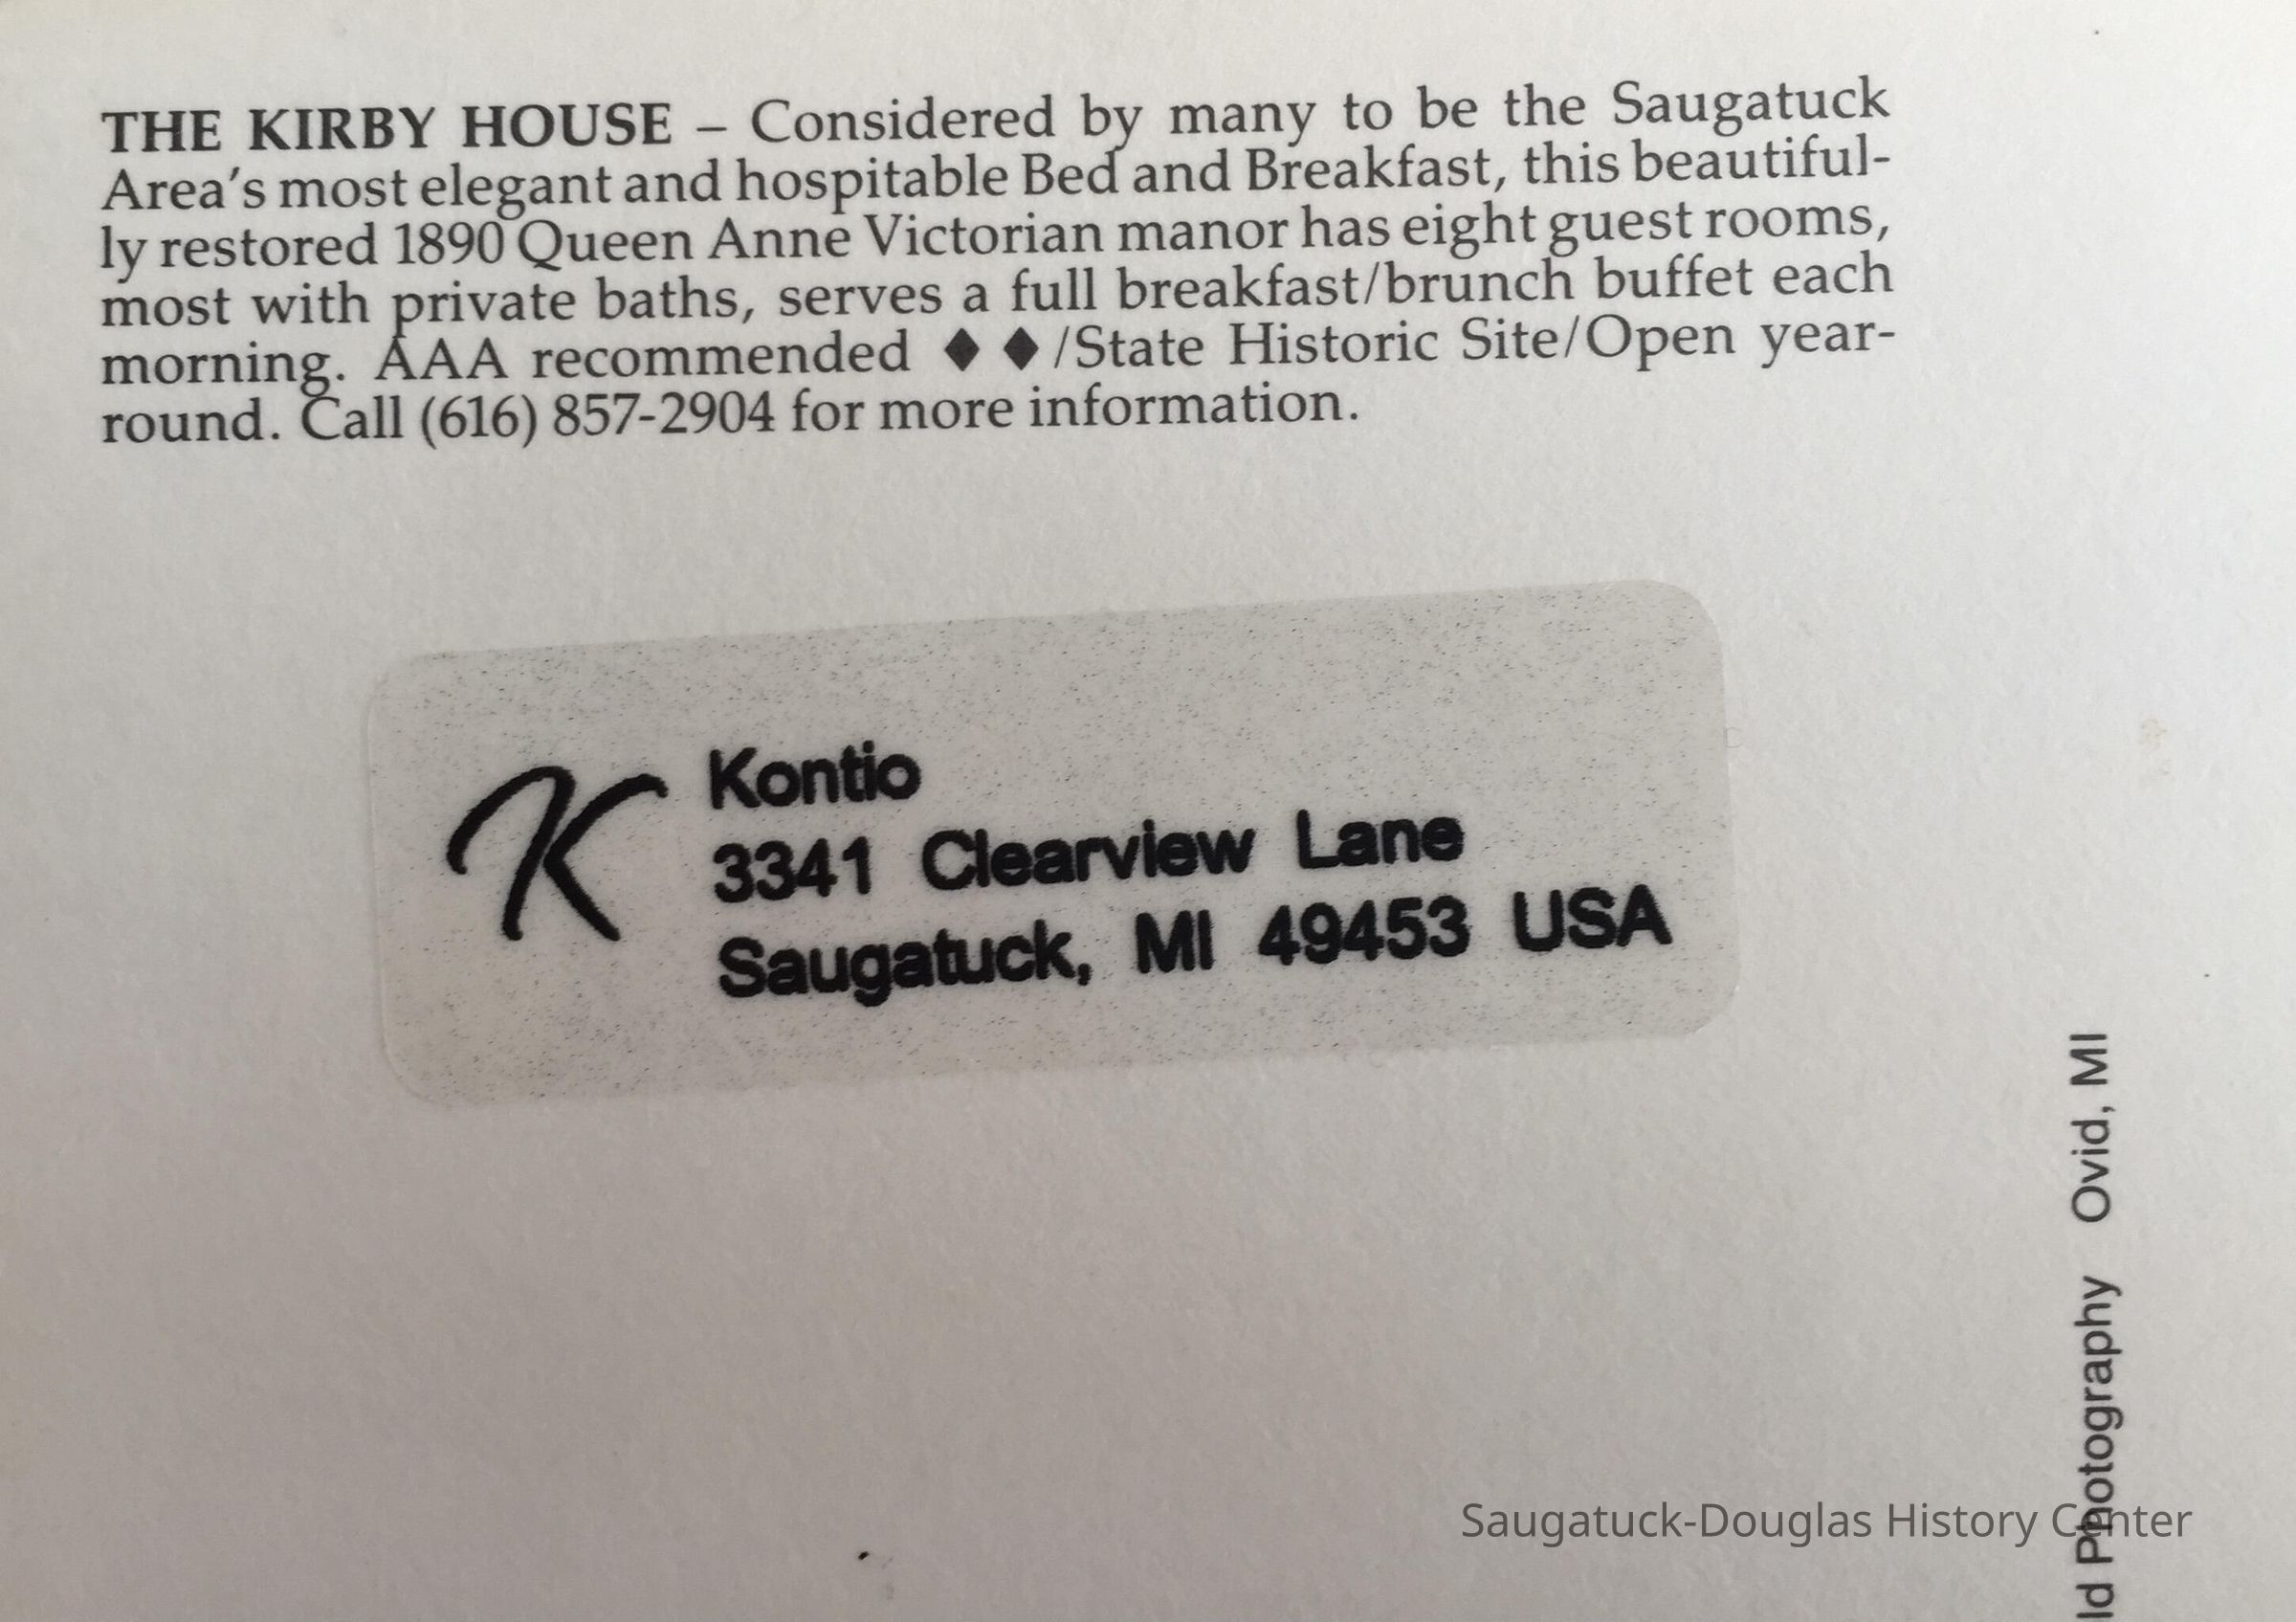 THE KIRBY HOUSE – Considered by many to be the Saugatuck
Area's most elegant and hospitable Bed and Breakfast, this beautiful-
ly restored 1890 Queen Anne Victorian manor has eight guest rooms,
most with private baths, serves a full breakfast/brunch buffet each
morning. AAA recommended ♦ ♦ /State Historic Site/Open year-
round. Call (616) 857-2904 for more information.
K
Kontio
3341 Clearview Lane
Saugatuck, MI 49453 USA
Photography Ovid, MI
Saugatuck-Douglas History Center